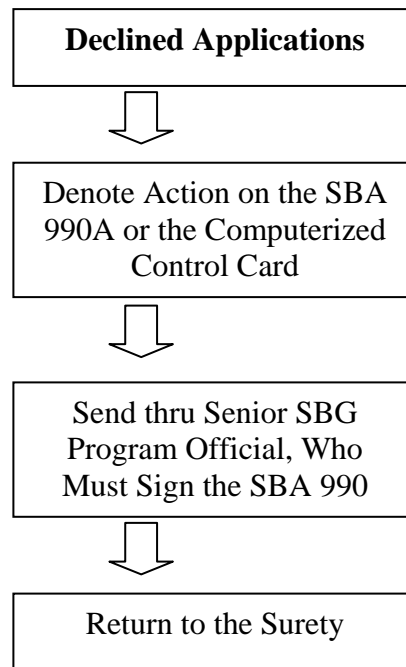 Declined Applications
Denote Action on the SBA
990A or the Computerized
Control Card
Send thru Senior SBG
Program Official, Who
Must Sign the SBA 990
Return to the Surety